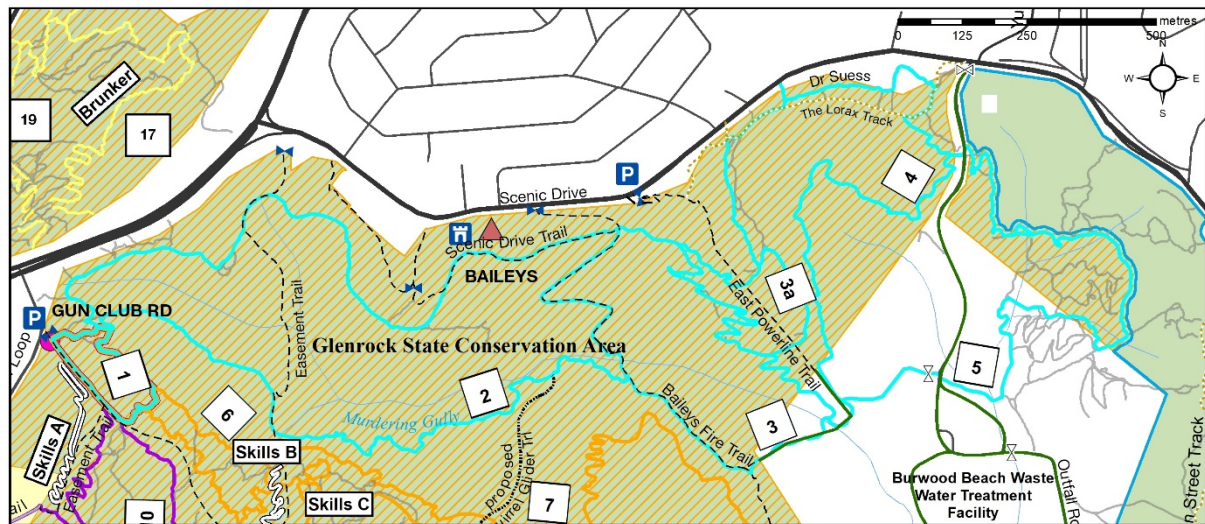 metres
0 125 250 500
N
W E
S
Brunker
19
17
Dr Suess
The Lorax Track
4
P
Scenic Drive
Scenic Drive Trail
BAILEYS
3a
East Powerline Trail
P
GUN CLUB RD
Loop
Easement Trail
Glenrock State Conservation Area
1
6
2
Murdering Gully
5
3
Baileys Fire Trail
Skills A
Easement Trail
Skills B
Skills C
10
proposed
7
Burwood Beach Waste
Water Treatment
Facility
Outfall
Street Track